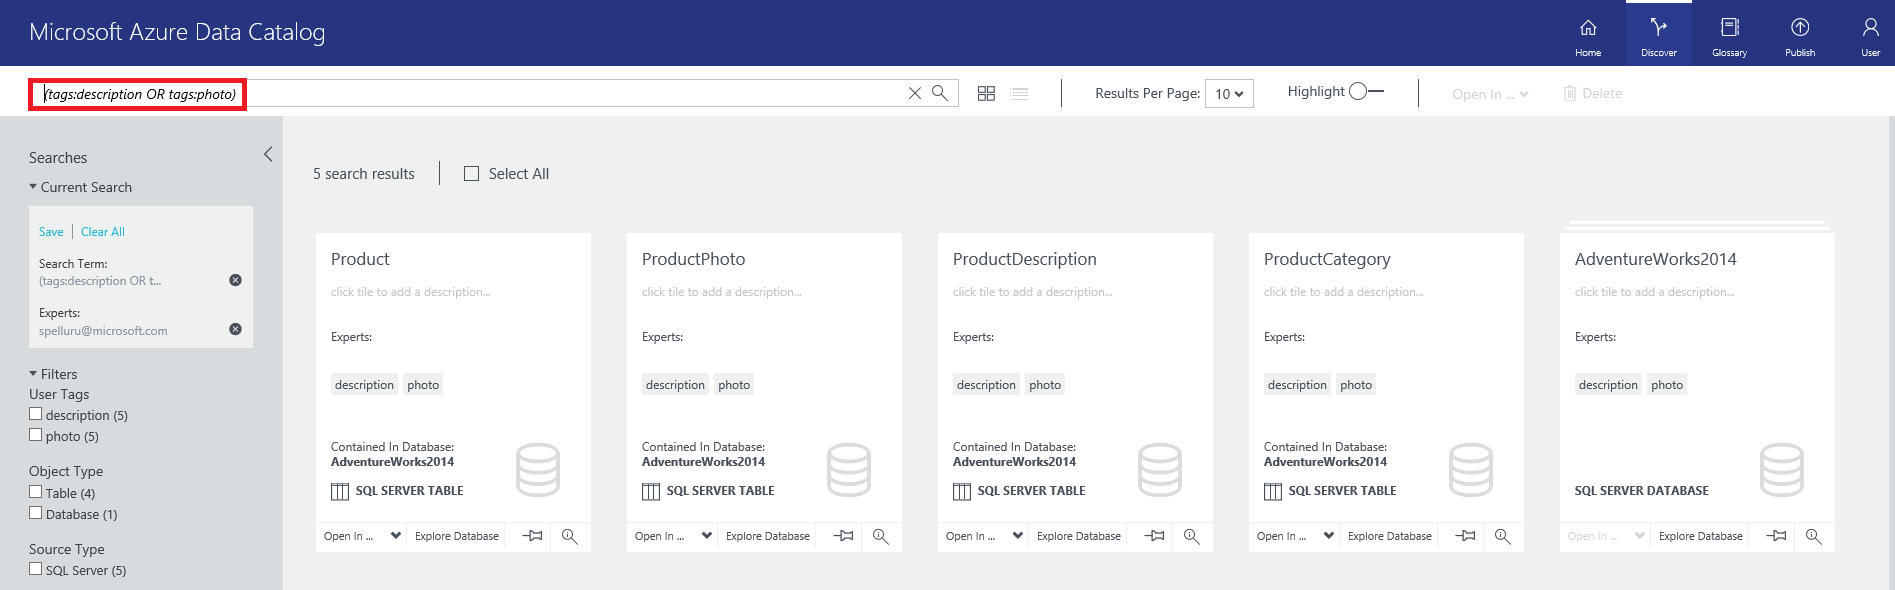 Microsoft Azure Data Catalog
Home
Discover
Glossary
Publish
User
(tags:description OR tags:photo)
Results Per Page:
10
Highlight
Open In ...
Delete
Searches
Current Search
Save
Clear All
Search Term:
(tags:description OR t...
Experts:
spelluru@microsoft.com
Filters
User Tags
description (5)
photo (5)
Object Type
Table (4)
Database (1)
Source Type
SQL Server (5)
5 search results
Select All
Product
click tile to add a description...
Experts:
description photo
Contained In Database:
AdventureWorks2014
SQL SERVER TABLE
Open In ...
Explore Database
ProductPhoto
click tile to add a description...
Experts:
description photo
Contained In Database:
AdventureWorks2014
SQL SERVER TABLE
Open In ...
Explore Database
ProductDescription
click tile to add a description...
Experts:
description photo
Contained In Database:
AdventureWorks2014
SQL SERVER TABLE
Open In ...
Explore Database
ProductCategory
click tile to add a description...
Experts:
description photo
Contained In Database:
AdventureWorks2014
SQL SERVER TABLE
Open In ...
Explore Database
AdventureWorks2014
click tile to add a description...
Experts:
description photo
SQL SERVER DATABASE
Open In ...
Explore Database